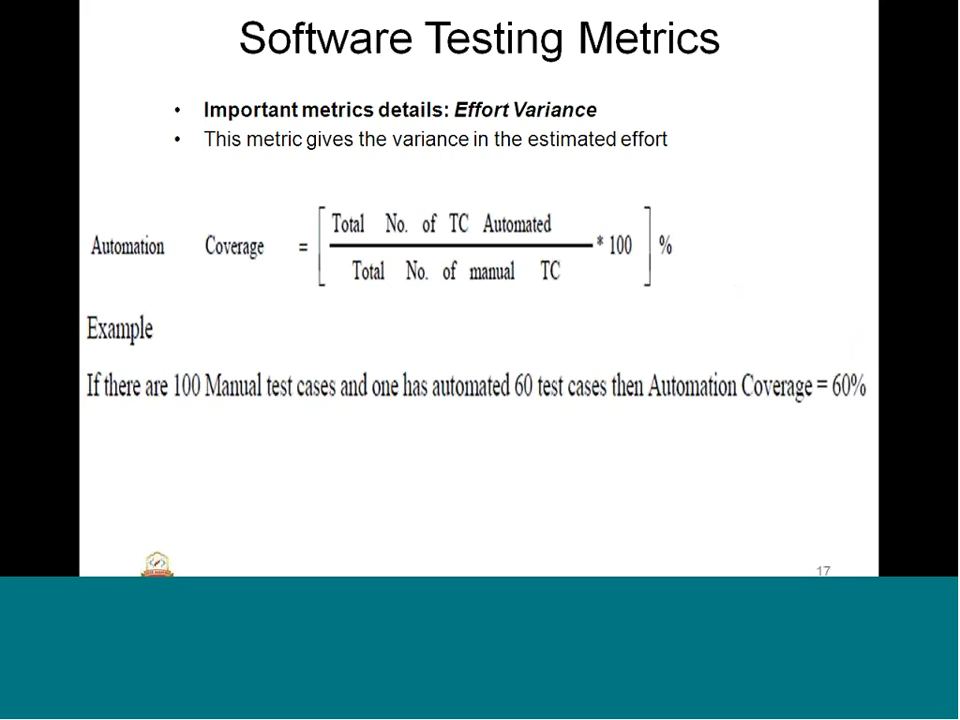 Software Testing Metrics
• Important metrics details: Effort Variance
• This metric gives the variance in the estimated effort
Automation Coverage = [ Total No. of TC Automated
Total No. of manual TC * 100 ] %
Example
If there are 100 Manual test cases and one has automated 60 test cases then Automation Coverage = 60%
17